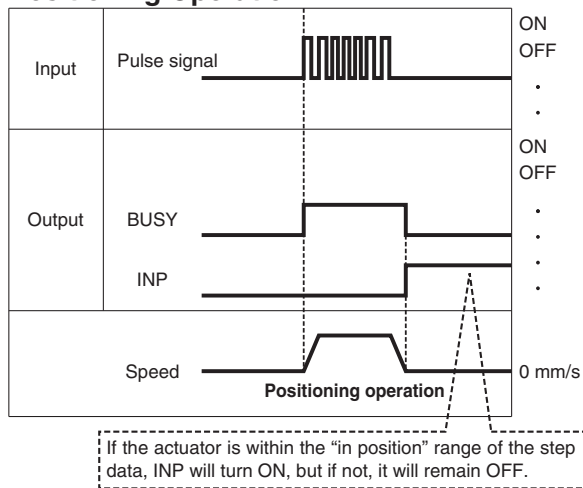 ON
OFF
Input
Pulse signal
ON
OFF
Output
BUSY
INP
Speed
0 mm/s
Positioning operation
If the actuator is within the “in position” range of the step
data, INP will turn ON, but if not, it will remain OFF.